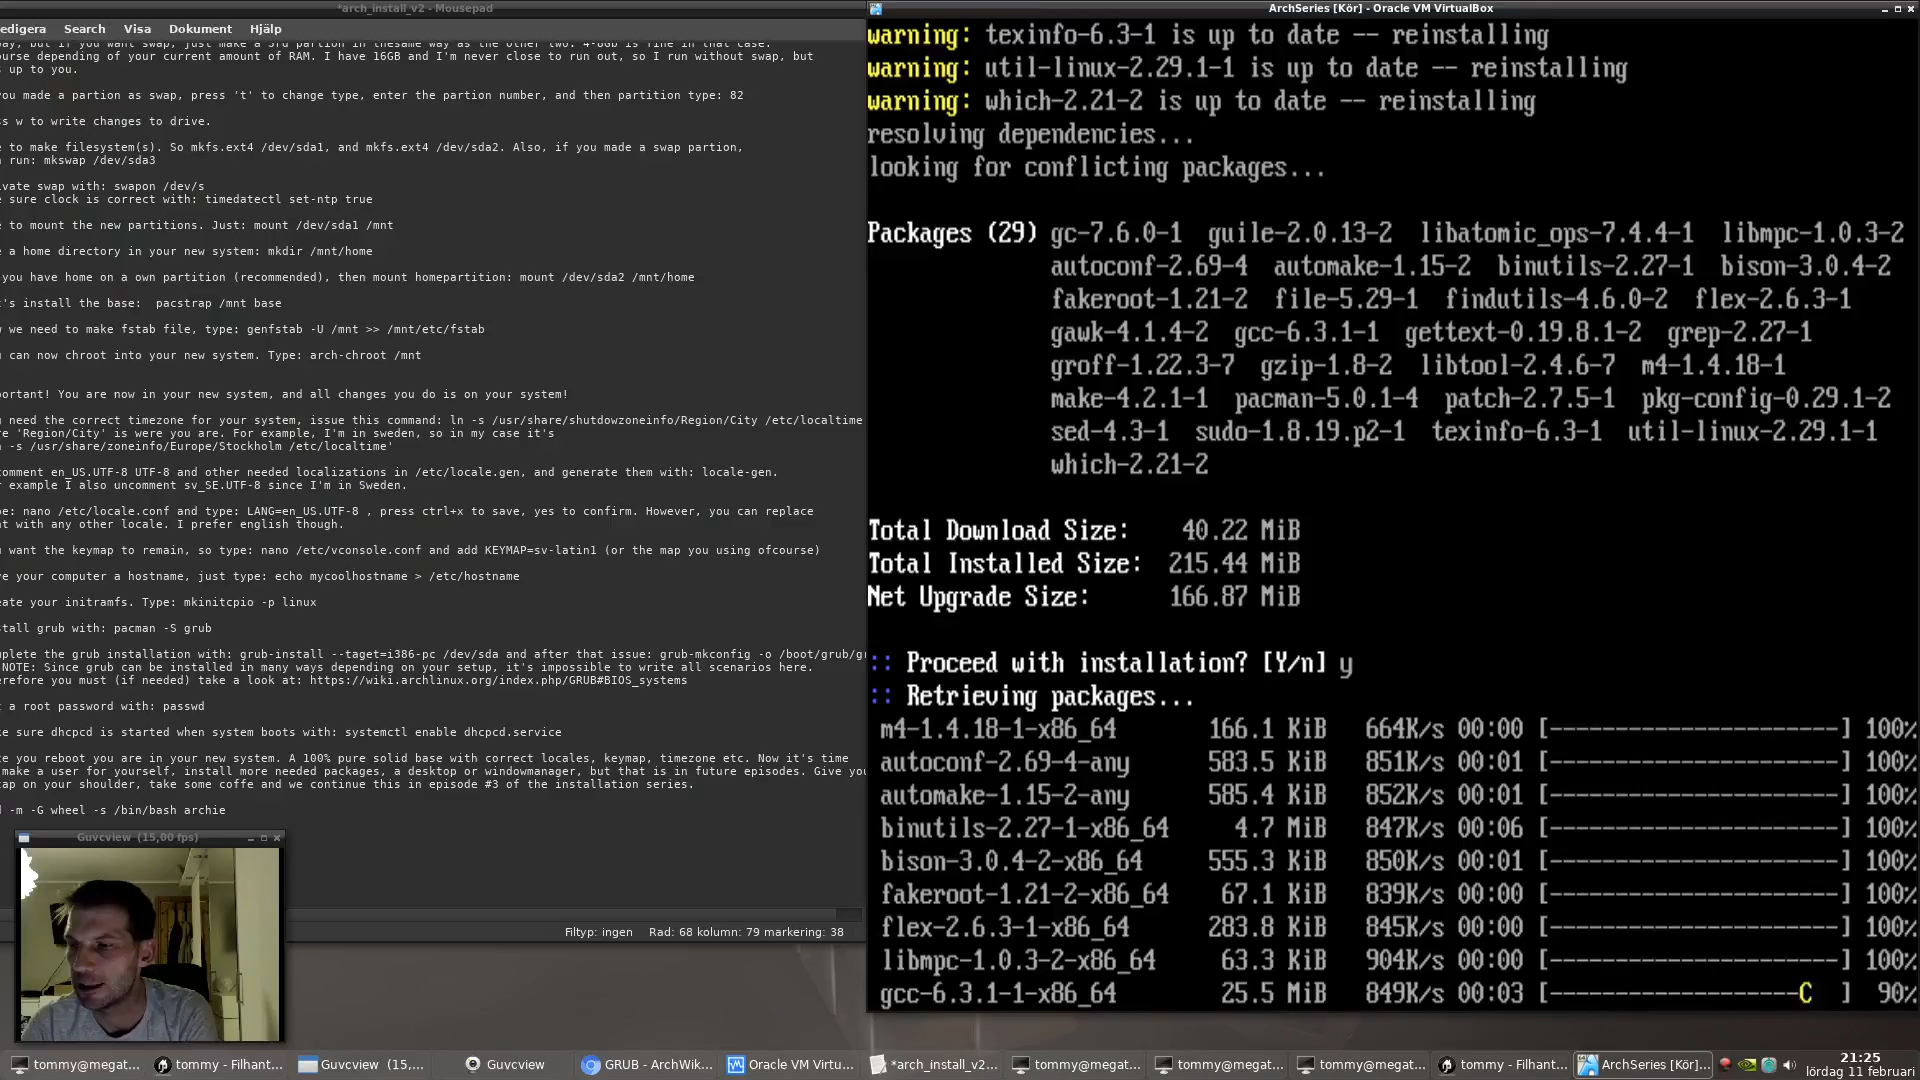 *arch_install_v2 - Mousepad
edigera Search Visa Dokument Hjälp
ay, but if you want swap, just make a 3rd partion in thesame way as the other two. 4-8Gb is fine in that case.
urse depending of your current amount of RAM. I have 16GB and I'm never close to run out, so I run without swap, but
s up to you.
you made a partion as swap, press 't' to change type, enter the partion number, and then partition type: 82
ss w to write changes to drive.
e to make filesystem(s). So mkfs.ext4 /dev/sda1, and mkfs.ext4 /dev/sda2. Also, if you made a swap partion,
run: mkswap /dev/sda3
ivate swap with: swapon /dev/s
e sure clock is correct with: timedatectl set-ntp true
e to mount the new partitions. Just: mount /dev/sda1 /mnt
e a home directory in your new system: mkdir /mnt/home
you have home on a own partition (recommended), then mount homepartition: mount /dev/sda2 /mnt/home
t's install the base:  pacstrap /mnt base
w we need to make fstab file, type: genfstab -U /mnt >> /mnt/etc/fstab
u can now chroot into your new system. Type: arch-chroot /mnt
portant! You are now in your new system, and all changes you do is on your system!
u need the correct timezone for your system, issue this command: ln -s /usr/share/shutdowzoneinfo/Region/City /etc/localtime
re 'Region/City' is were you are. For example, I'm in sweden, so in my case it's
n -s /usr/share/zoneinfo/Europe/Stockholm /etc/localtime'
comment en_US.UTF-8 UTF-8 and other needed localizations in /etc/locale.gen, and generate them with: locale-gen.
r example I also uncomment sv_SE.UTF-8 since I'm in Sweden.
pe: nano /etc/locale.conf and type: LANG=en_US.UTF-8 , press ctrl+x to save, yes to confirm. However, you can replace
at with any other locale. I prefer english though.
u want the keymap to remain, so type: nano /etc/vconsole.conf and add KEYMAP=sv-latin1 (or the map you using ofcourse)
ve your computer a hostname, just type: echo mycoolhostname > /etc/hostname
eate your initramfs. Type: mkinitcpio -p linux
stall grub with: pacman -S grub
mplete the grub installation with: grub-install --taget=i386-pc /dev/sda and after that issue: grub-mkconfig -o /boot/grub/gr
NOTE: Since grub can be installed in many ways depending on your setup, it's impossible to write all scenarios here.
erefore you must (if needed) take a look at: https://wiki.archlinux.org/index.php/GRUB#BIOS_systems
t a root password with: passwd
ke sure dhcpcd is started when system boots with: systemctl enable dhcpcd.service
ce you reboot you are in your new system. A 100% pure solid base with correct locales, keymap, timezone etc. Now it's time
make a user for yourself, install more needed packages, a desktop or windowmanager, but that is in future episodes. Give you
tap on your shoulder, take some coffe and we continue this in episode #3 of the installation series.
d -m -G wheel -s /bin/bash archie
Guvcview (15,00 fps)
Filtyp: ingen Rad: 68 kolumn: 79 markering: 38
ArchSeries [Kör] - Oracle VM VirtualBox
warning: texinfo-6.3-1 is up to date -- reinstalling
warning: util-linux-2.29.1-1 is up to date -- reinstalling
warning: which-2.21-2 is up to date -- reinstalling
resolving dependencies...
looking for conflicting packages...
Packages (29) gc-7.6.0-1 guile-2.0.13-2 libatomic_ops-7.4.4-1 libmpc-1.0.3-2
autoconf-2.69-4 automake-1.15-2 binutils-2.27-1 bison-3.0.4-2
fakeroot-1.21-2 file-5.29-1 findutils-4.6.0-2 flex-2.6.3-1
gawk-4.1.4-2 gcc-6.3.1-1 gettext-0.19.8.1-2 grep-2.27-1
groff-1.22.3-7 gzip-1.8-2 libtool-2.4.6-7 m4-1.4.18-1
make-4.2.1-1 pacman-5.0.1-4 patch-2.7.5-1 pkg-config-0.29.1-2
sed-4.3-1 sudo-1.8.19.p2-1 texinfo-6.3-1 util-linux-2.29.1-1
which-2.21-2
Total Download Size: 40.22 MiB
Total Installed Size: 215.44 MiB
Net Upgrade Size: 166.87 MiB
:: Proceed with installation? [Y/n] y
:: Retrieving packages...
m4-1.4.18-1-x86_64 166.1 KiB 664K/s 00:00 [----------------------] 100%
autoconf-2.69-4-any 583.5 KiB 851K/s 00:01 [----------------------] 100%
automake-1.15-2-any 585.4 KiB 852K/s 00:01 [----------------------] 100%
binutils-2.27-1-x86_64 4.7 MiB 847K/s 00:06 [----------------------] 100%
bison-3.0.4-2-x86_64 555.3 KiB 850K/s 00:01 [----------------------] 100%
fakeroot-1.21-2-x86_64 67.1 KiB 839K/s 00:00 [----------------------] 100%
flex-2.6.3-1-x86_64 283.8 KiB 845K/s 00:00 [----------------------] 100%
libmpc-1.0.3-2-x86_64 63.3 KiB 904K/s 00:00 [----------------------] 100%
gcc-6.3.1-1-x86_64 25.5 MiB 849K/s 00:03 [-------------------C  ] 90%
tommy@megat... tommy - Filhant... Guvcview (15,... Guvcview GRUB - ArchWik... Oracle VM Virtu... *arch_install_v2... tommy@megat... tommy@megat... tommy@megat... tommy - Filhant... ArchSeries [Kör]... 21:25
lördag 11 februari